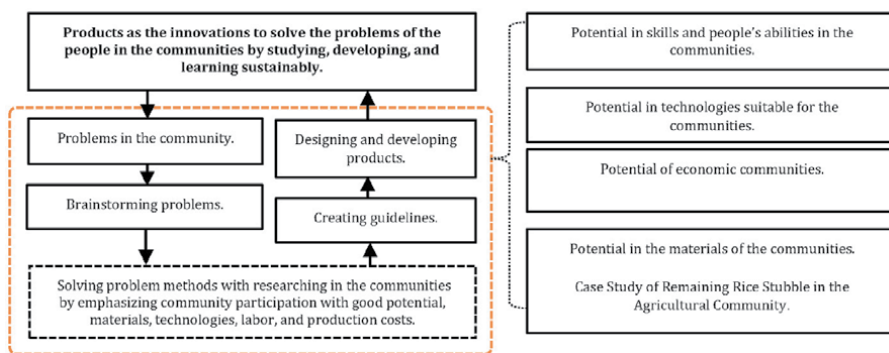 Products as the innovations to solve the problems of the
people in the communities by studying, developing, and
learning sustainably.
Problems in the community.
Brainstorming problems.
Solving problem methods with researching in the communities
by emphasizing community participation with good potential,
materials, technologies, labor, and production costs.
Creating guidelines.
Designing and developing
products.
Potential in skills and people's abilities in the
communities.
Potential in technologies suitable for the
communities.
Potential of economic communities.
Potential in the materials of the communities.
Case Study of Remaining Rice Stubble in the
Agricultural Community.